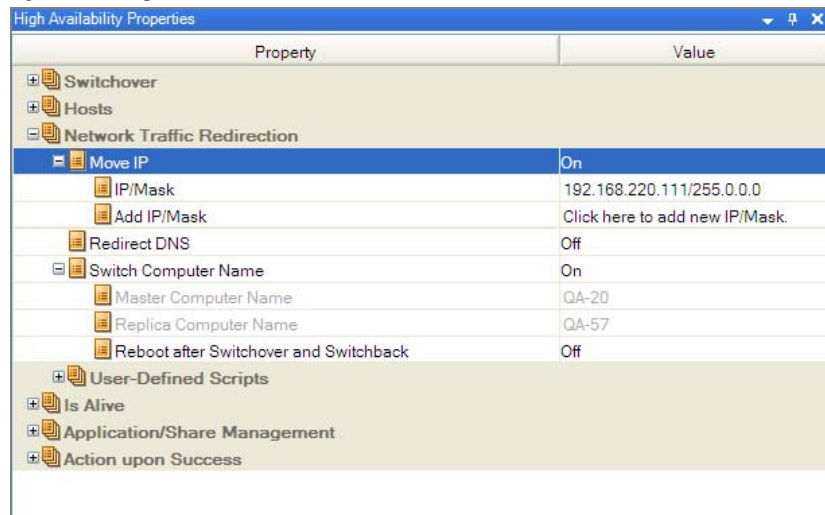 High Availability Properties
Property Value
Switchover
Hosts
Network Traffic Redirection
Move IP On
IP/Mask 192.168.220.111/255.0.0.0
Add IP/Mask Click here to add new IP/Mask.
Redirect DNS Off
Switch Computer Name On
Master Computer Name QA-20
Replica Computer Name QA-57
Reboot after Switchover and Switchback Off
User-Defined Scripts
Is Alive
Application/Share Management
Action upon Success